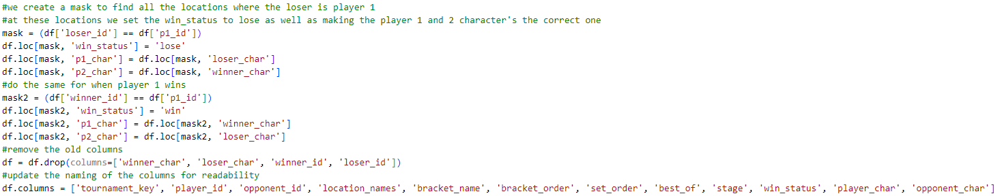 #we create a mask to find all the locations where the loser is player 1
#at these locations we set the win_status to lose as well as making the player 1 and 2 character's the correct one
mask = (df['loser_id'] == df['p1_id'])
df.loc[mask, 'win_status'] = 'lose'
df.loc[mask, 'p1_char'] = df.loc[mask, 'loser_char']
df.loc[mask, 'p2_char'] = df.loc[mask, 'winner_char']
#do the same for when player 1 wins
mask2 = (df['winner_id'] == df['p1_id'])
df.loc[mask2, 'win_status'] = 'win'
df.loc[mask2, 'p1_char'] = df.loc[mask2, 'winner_char']
df.loc[mask2, 'p2_char'] = df.loc[mask2, 'loser_char']
#remove the old columns
df = df.drop(columns=['winner_char', 'loser_char', 'winner_id', 'loser_id'])
#update the naming of the columns for readability
df.columns = ['tournament_key', 'player_id', 'opponent_id', 'location_names', 'bracket_name', 'bracket_order', 'set_order', 'best_of', 'stage', 'win_status', 'player_char', 'opponent_char']